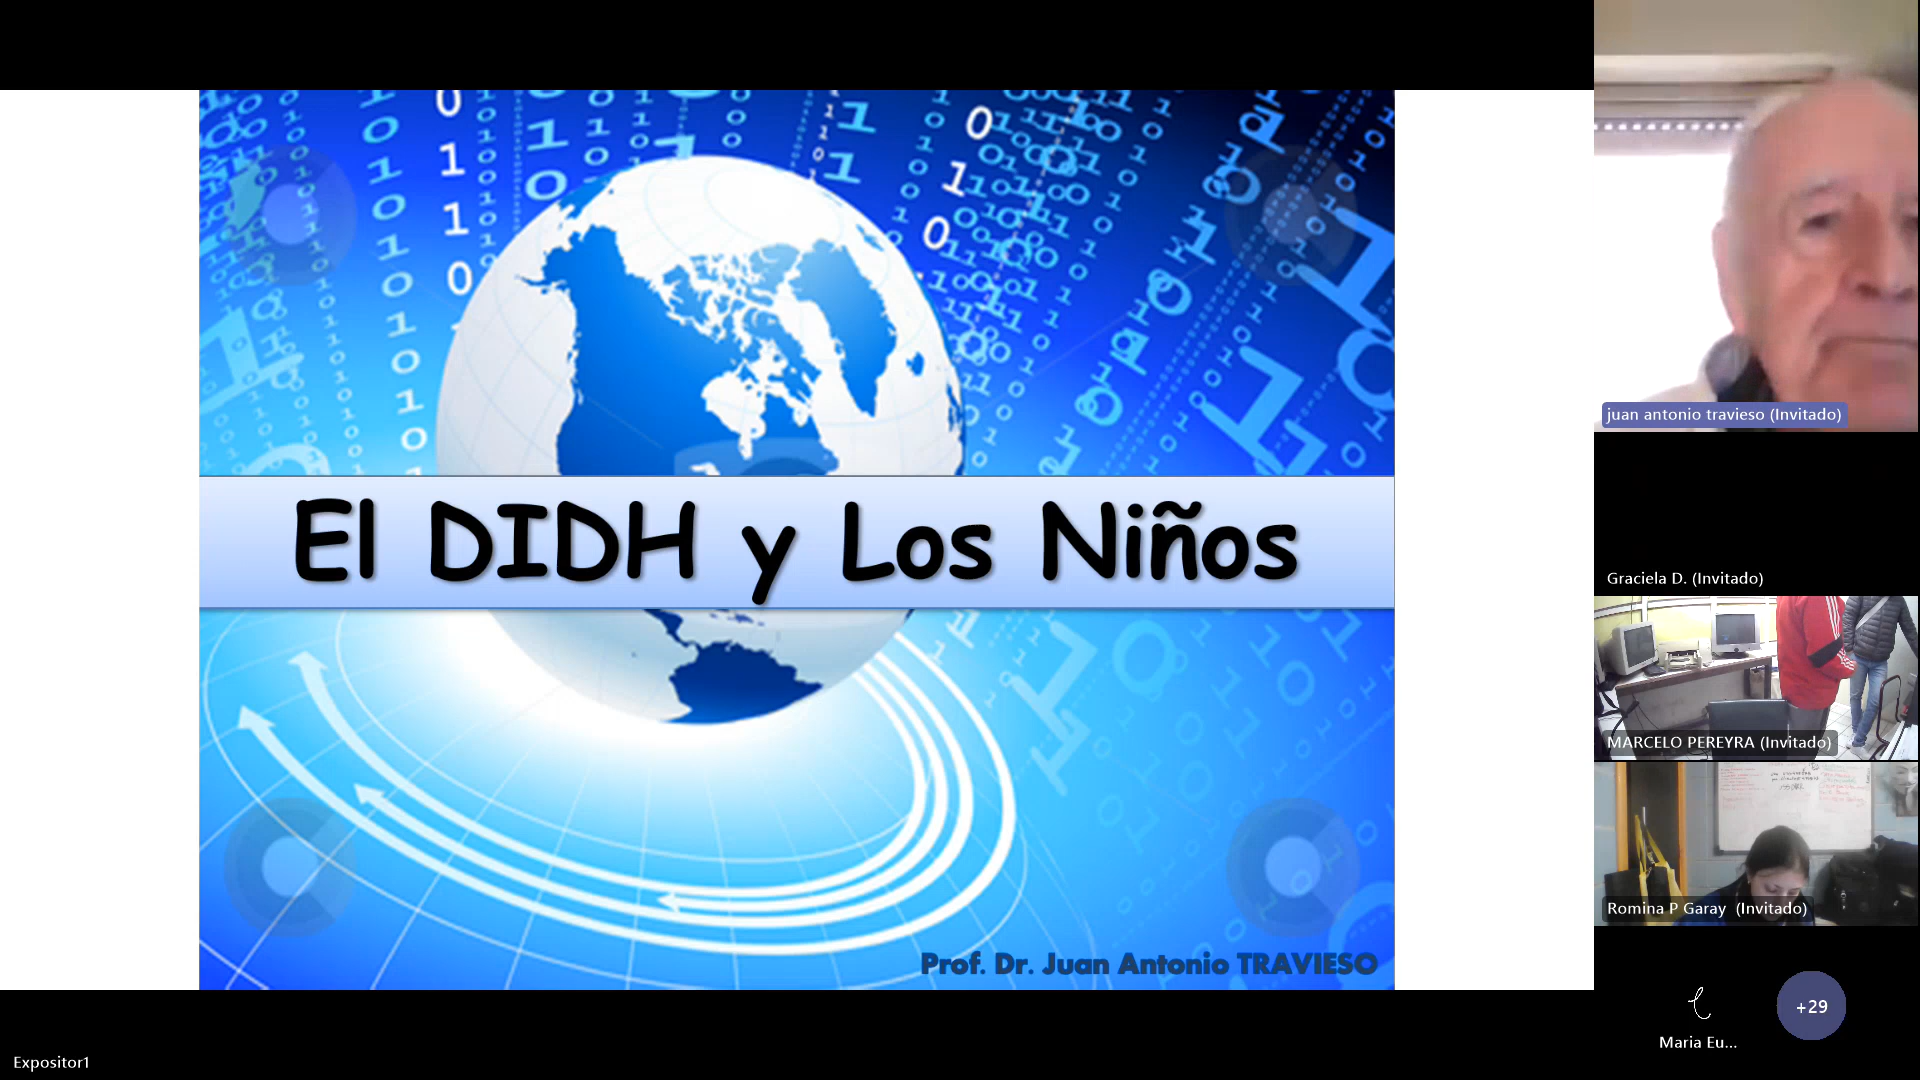 El DIDH y Los Niños
Prof. Dr. Juan Antonio TRAVIESO
juan antonio travieso (Invitado)
Graciela D. (Invitado)
MARCELO PEREYRA (Invitado)
Romina P Garay (Invitado)
Maria Eu...
+29
Expositor1